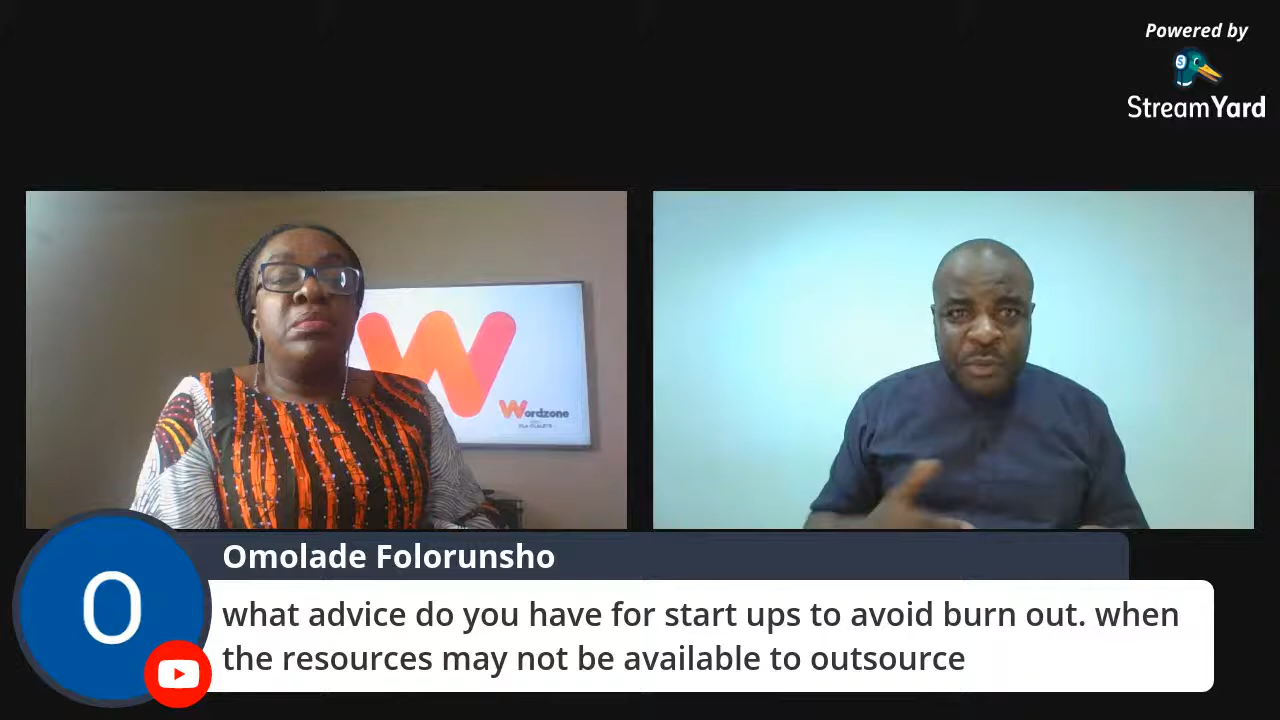 Powered by
StreamYard
W
Wordzone
Omolade Folorunsho
O
what advice do you have for start ups to avoid burn out. when
the resources may not be available to outsource